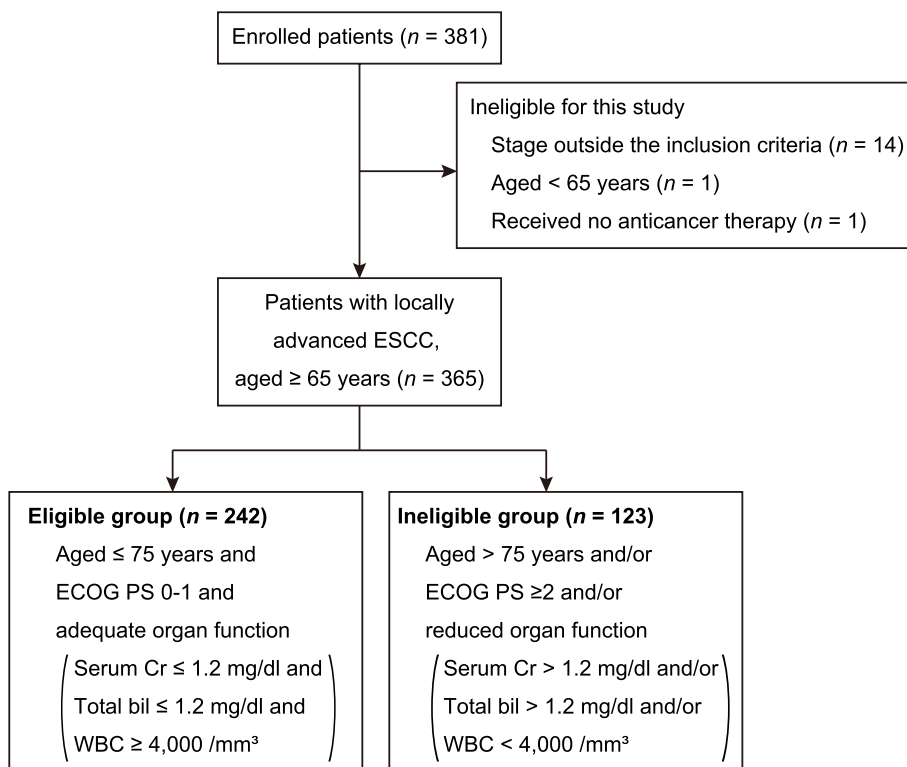 Enrolled patients (n = 381)
Ineligible for this study
Stage outside the inclusion criteria (n = 14)
Aged < 65 years (n = 1)
Received no anticancer therapy (n = 1)
Patients with locally
advanced ESCC,
aged ≥ 65 years (n = 365)
Eligible group (n = 242)
Aged ≤ 75 years and
ECOG PS 0-1 and
adequate organ function
Serum Cr ≤ 1.2 mg/dl and
Total bil ≤ 1.2 mg/dl and
WBC ≥ 4,000 /mm³
Ineligible group (n = 123)
Aged > 75 years and/or
ECOG PS ≥2 and/or
reduced organ function
Serum Cr > 1.2 mg/dl and/or
Total bil > 1.2 mg/dl and/or
WBC < 4,000 /mm³